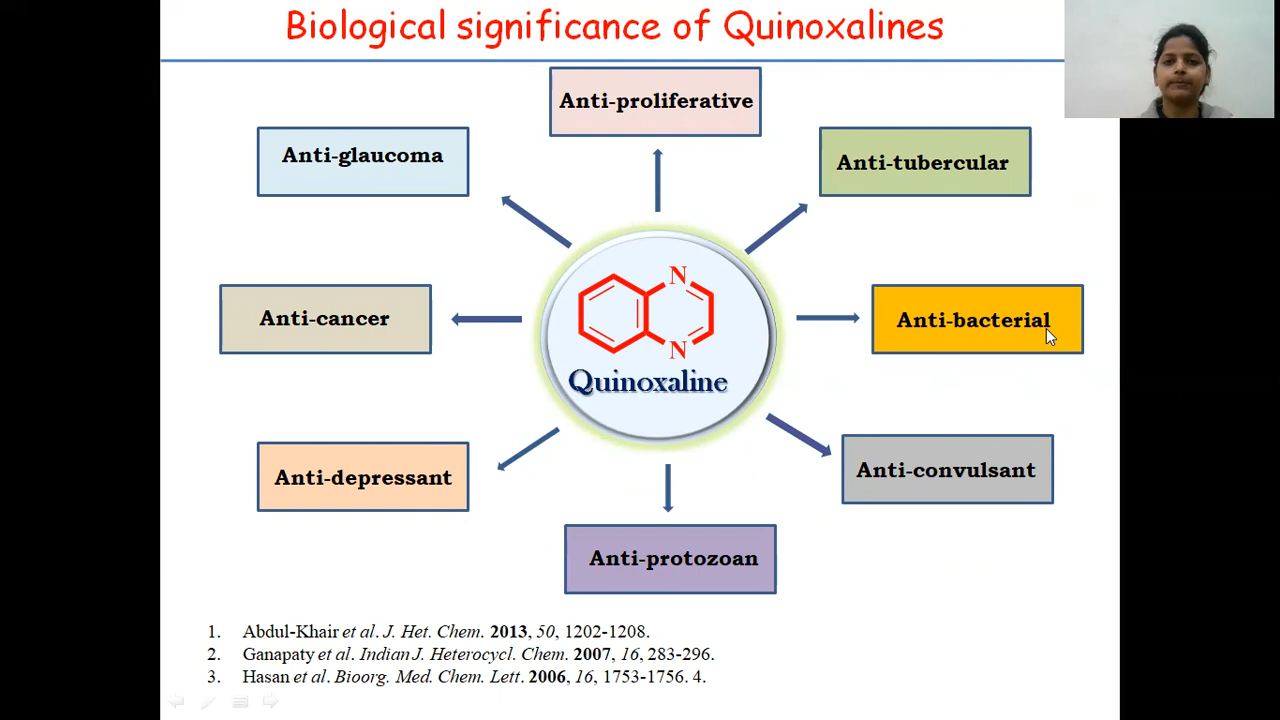 Biological significance of Quinoxalines
Anti-proliferative
Anti-glaucoma
Anti-tubercular
N
Anti-cancer
Anti-bacterial
N
Quinoxaline
Anti-depressant
Anti-convulsant
Anti-protozoan
1. Abdul-Khair et al. J. Het. Chem. 2013, 50, 1202-1208.
2. Ganapaty et al. Indian J. Heterocycl. Chem. 2007, 16, 283-296.
3. Hasan et al. Bioorg. Med. Chem. Lett. 2006, 16, 1753-1756. 4.